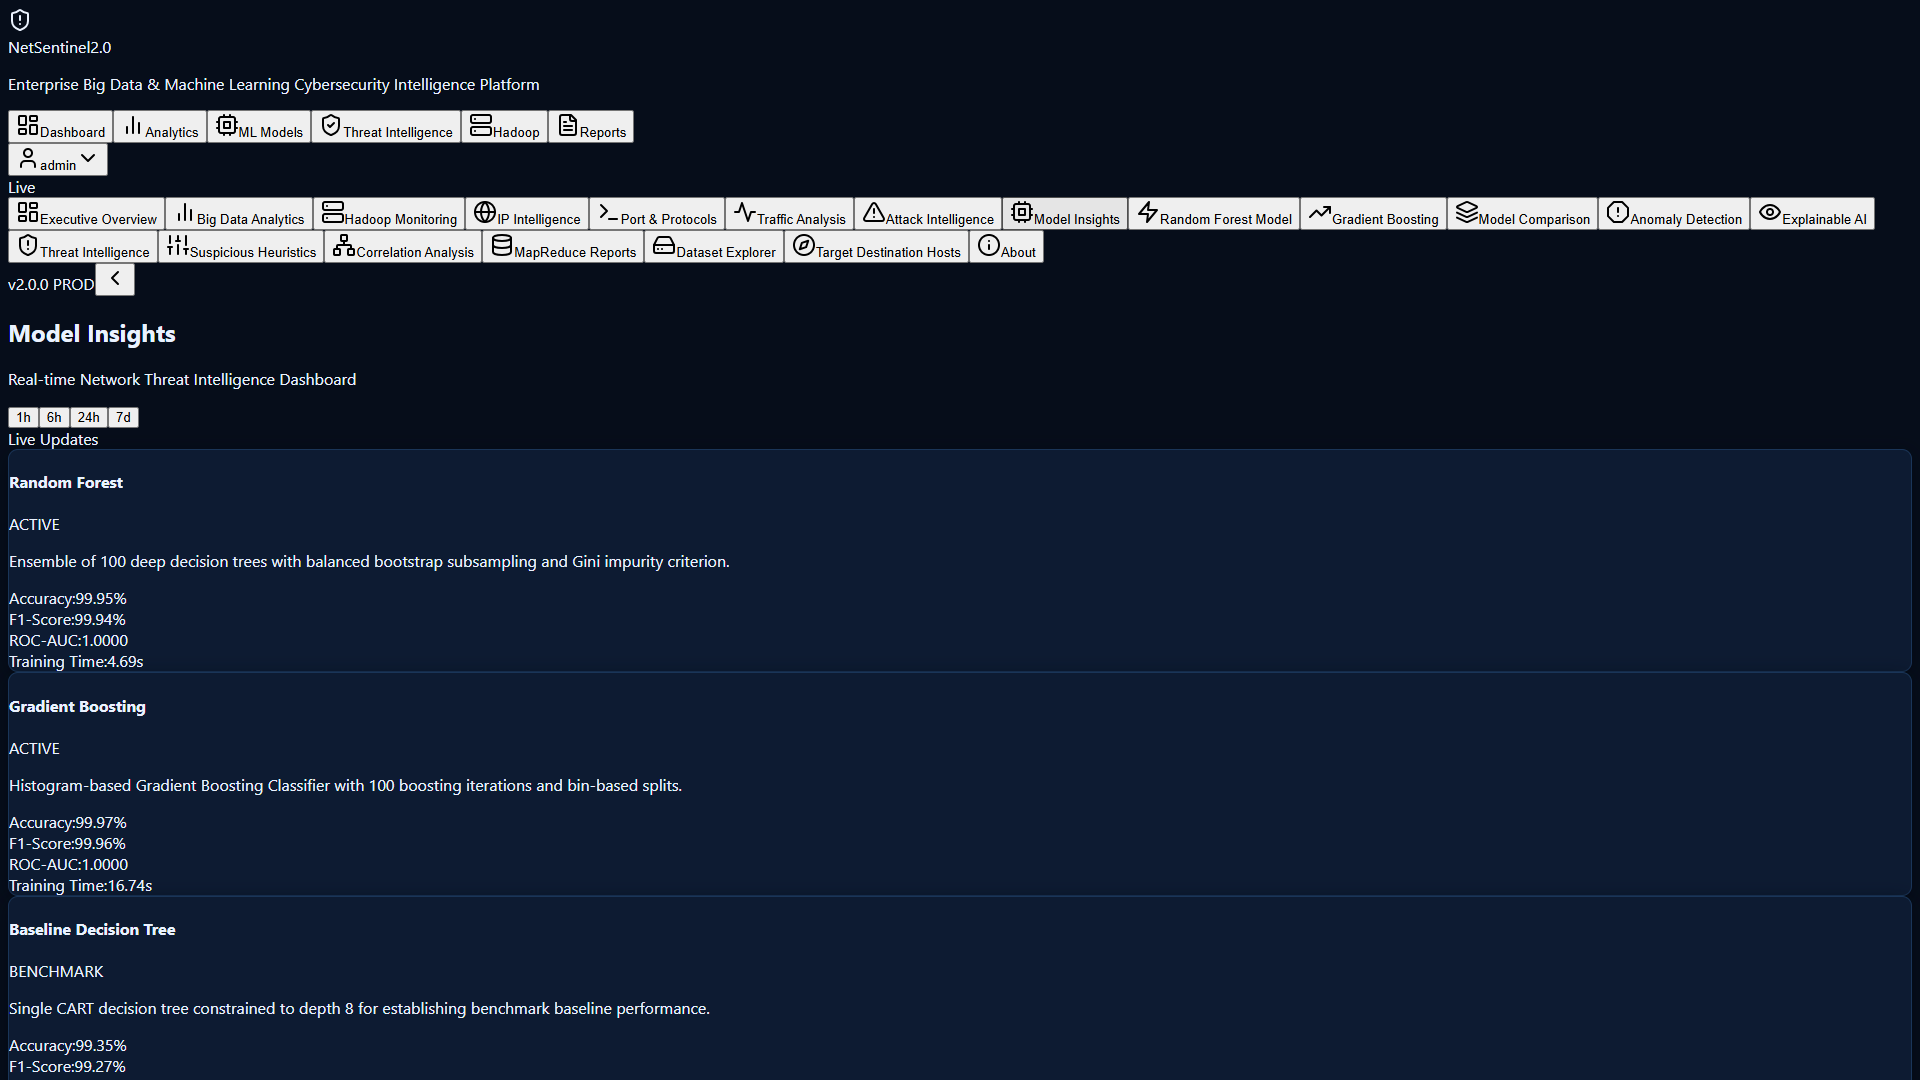 NetSentinel2.0
Enterprise Big Data & Machine Learning Cybersecurity Intelligence Platform
Dashboard Analytics ML Models Threat Intelligence Hadoop Reports
admin
Live
Executive Overview Big Data Analytics Hadoop Monitoring IP Intelligence Port & Protocols Traffic Analysis Attack Intelligence Model Insights Random Forest Model Gradient Boosting Model Comparison Anomaly Detection Explainable AI
Threat Intelligence Suspicious Heuristics Correlation Analysis MapReduce Reports Dataset Explorer Target Destination Hosts About
v2.0.0 PROD
Model Insights
Real-time Network Threat Intelligence Dashboard
1h 6h 24h 7d
Live Updates
Random Forest
ACTIVE
Ensemble of 100 deep decision trees with balanced bootstrap subsampling and Gini impurity criterion.
Accuracy:99.95%
F1-Score:99.94%
ROC-AUC:1.0000
Training Time:4.69s
Gradient Boosting
ACTIVE
Histogram-based Gradient Boosting Classifier with 100 boosting iterations and bin-based splits.
Accuracy:99.97%
F1-Score:99.96%
ROC-AUC:1.0000
Training Time:16.74s
Baseline Decision Tree
BENCHMARK
Single CART decision tree constrained to depth 8 for establishing benchmark baseline performance.
Accuracy:99.35%
F1-Score:99.27%